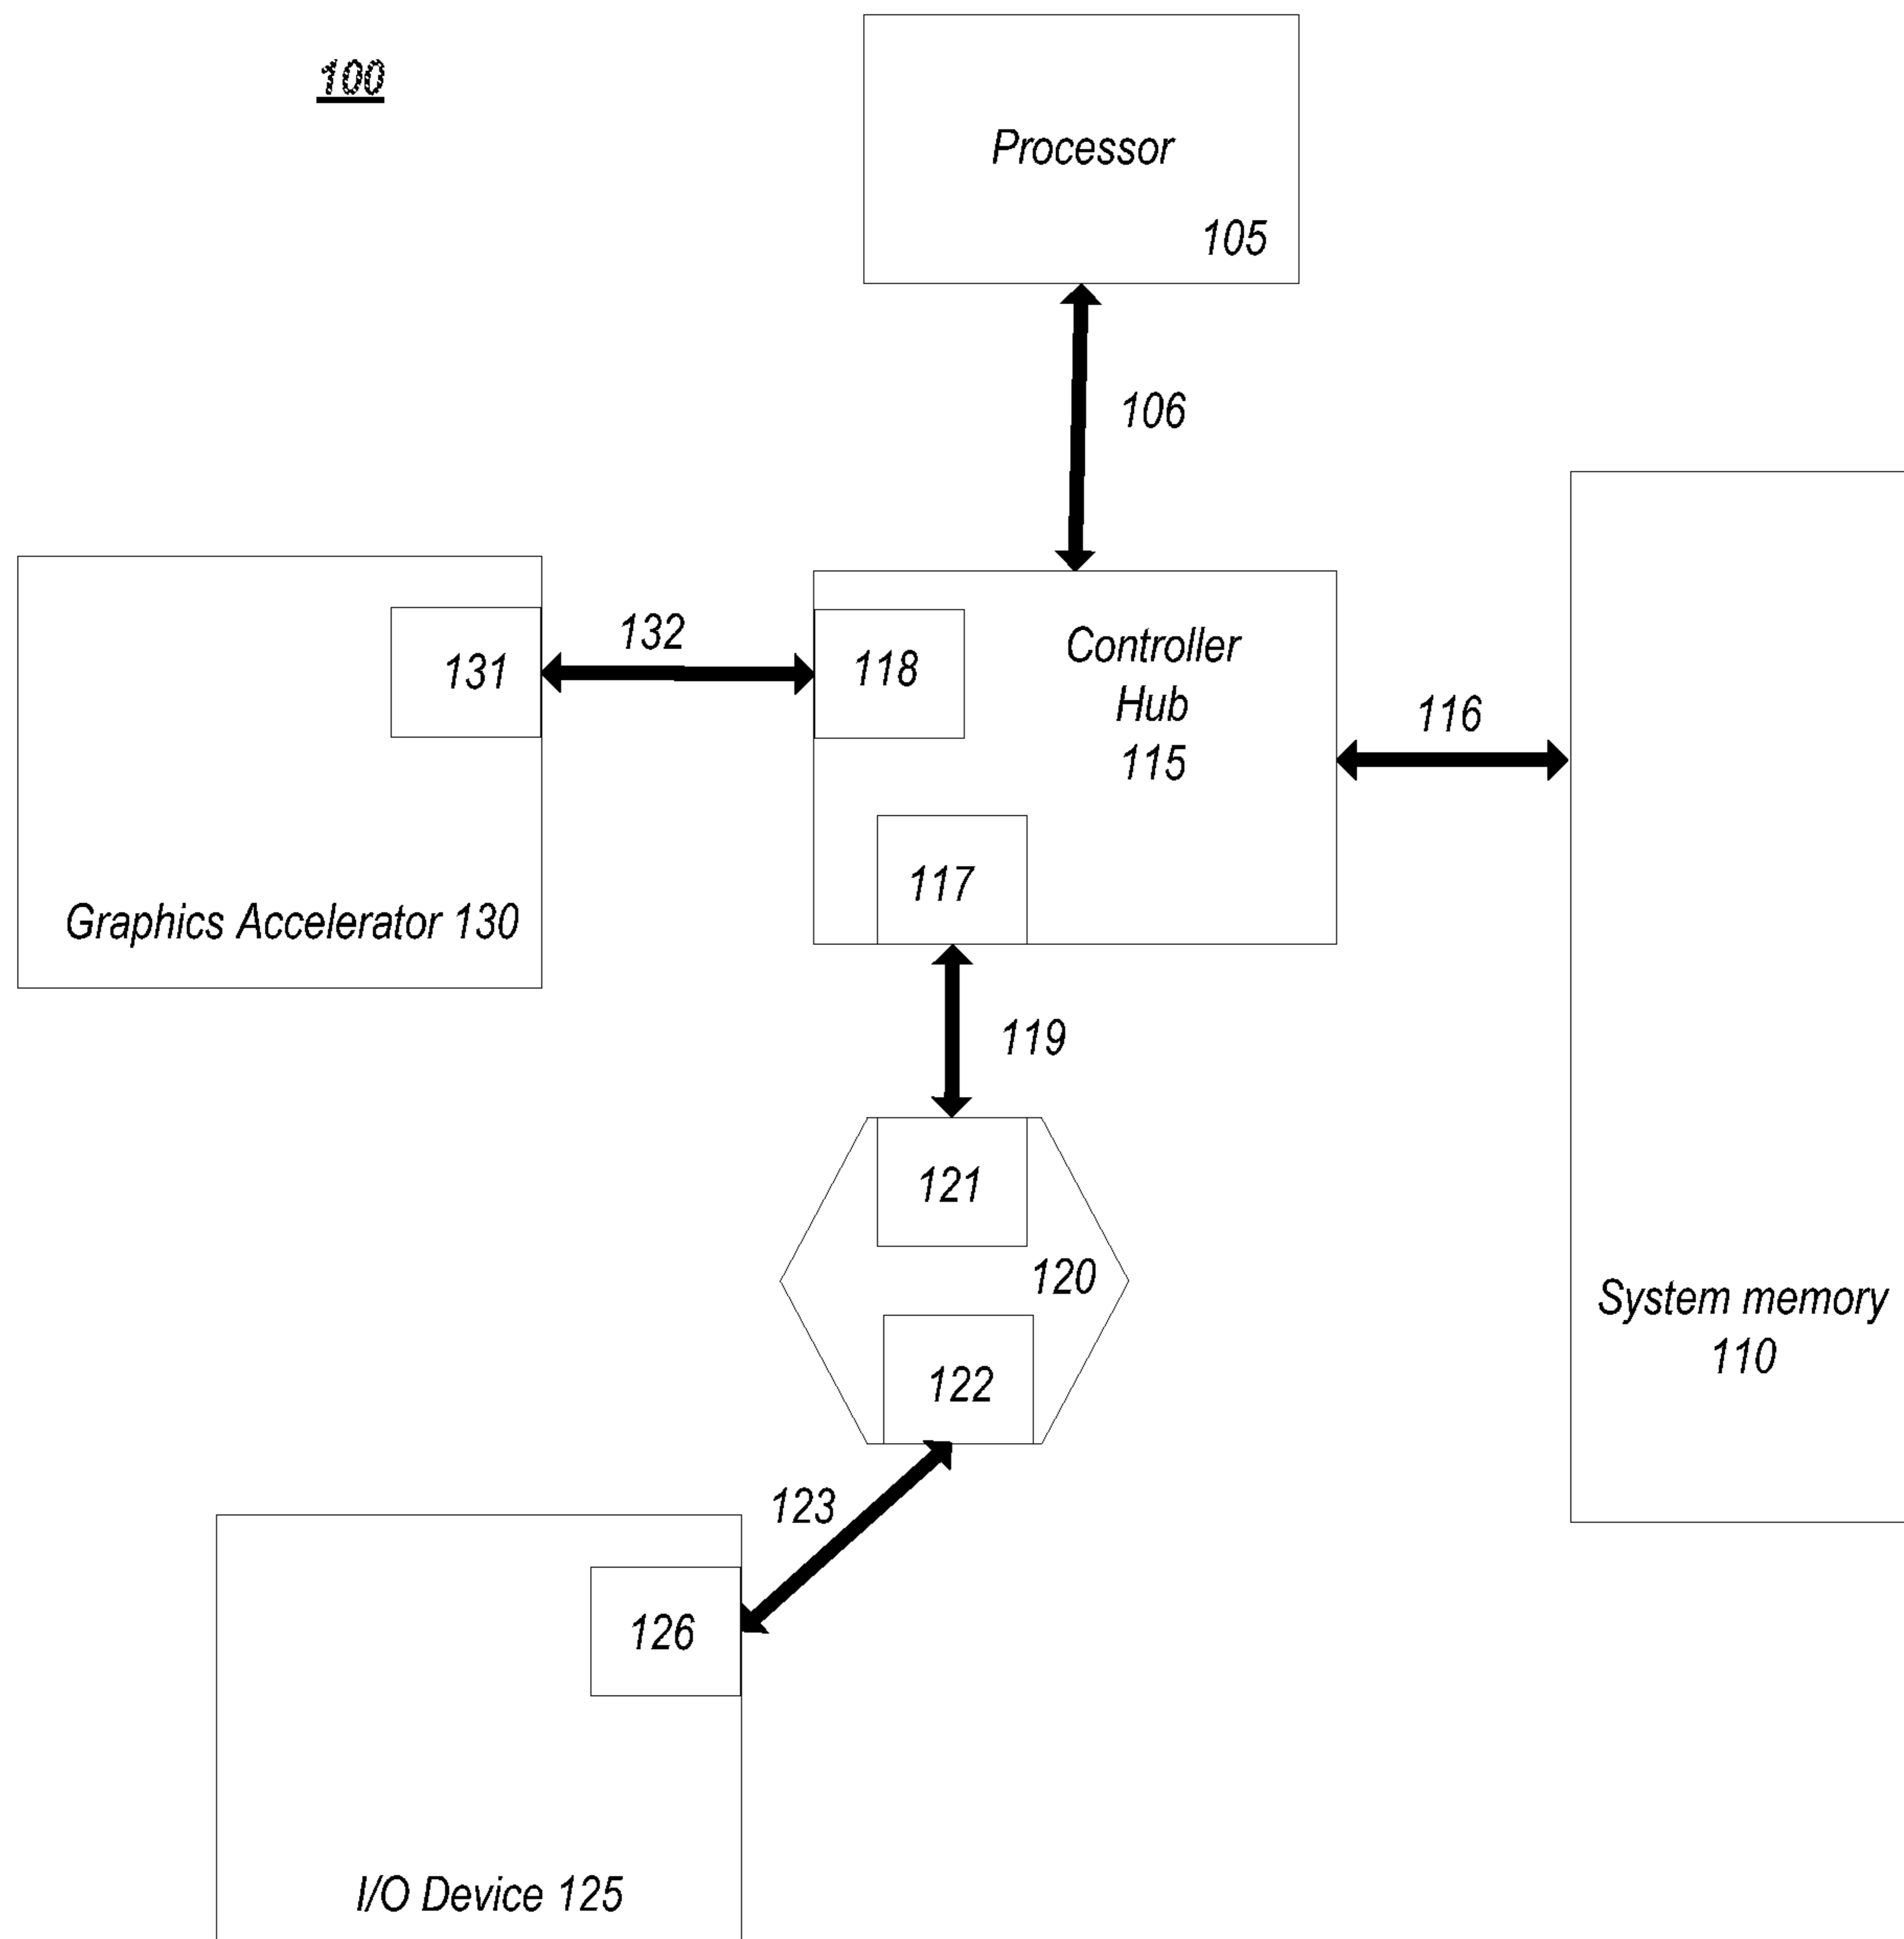 100
Processor
105
106
132
131
118
Controller
Hub
115
116
117
Graphics Accelerator 130
119
121
120
System memory
110
122
123
126
I/O Device 125